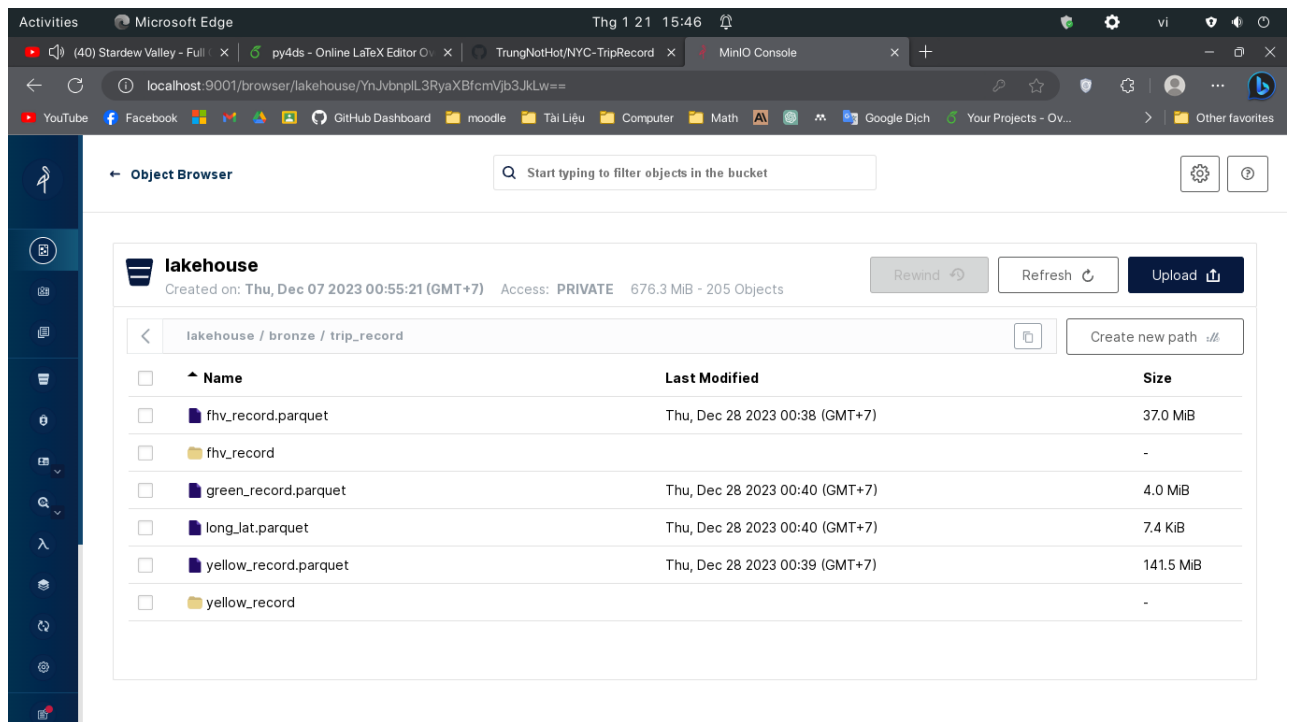 Activities Microsoft Edge Thg 1 21 15:46 vi
(40) Stardew Valley - Full py4ds - Online LaTeX Editor Ov TrungNotHot/NYC-TripRecord MinIO Console
localhost:9001/browser/lakehouse/YnJvbnplL3RyaXBfcmVjb3JkLw==
YouTube Facebook GitHub Dashboard moodle Tài Liệu Computer Math Google Dịch Your Projects - Ov... Other favorites
Object Browser Start typing to filter objects in the bucket
lakehouse
Rewind Refresh Upload
Created on: Thu, Dec 07 2023 00:55:21 (GMT+7) Access: PRIVATE 676.3 MiB - 205 Objects
lakehouse / bronze / trip_record Create new path
Name Last Modified Size
fhv_record.parquet Thu, Dec 28 2023 00:38 (GMT+7) 37.0 MiB
fhv_record -
green_record.parquet Thu, Dec 28 2023 00:40 (GMT+7) 4.0 MiB
long_lat.parquet Thu, Dec 28 2023 00:40 (GMT+7) 7.4 KiB
yellow_record.parquet Thu, Dec 28 2023 00:39 (GMT+7) 141.5 MiB
yellow_record -